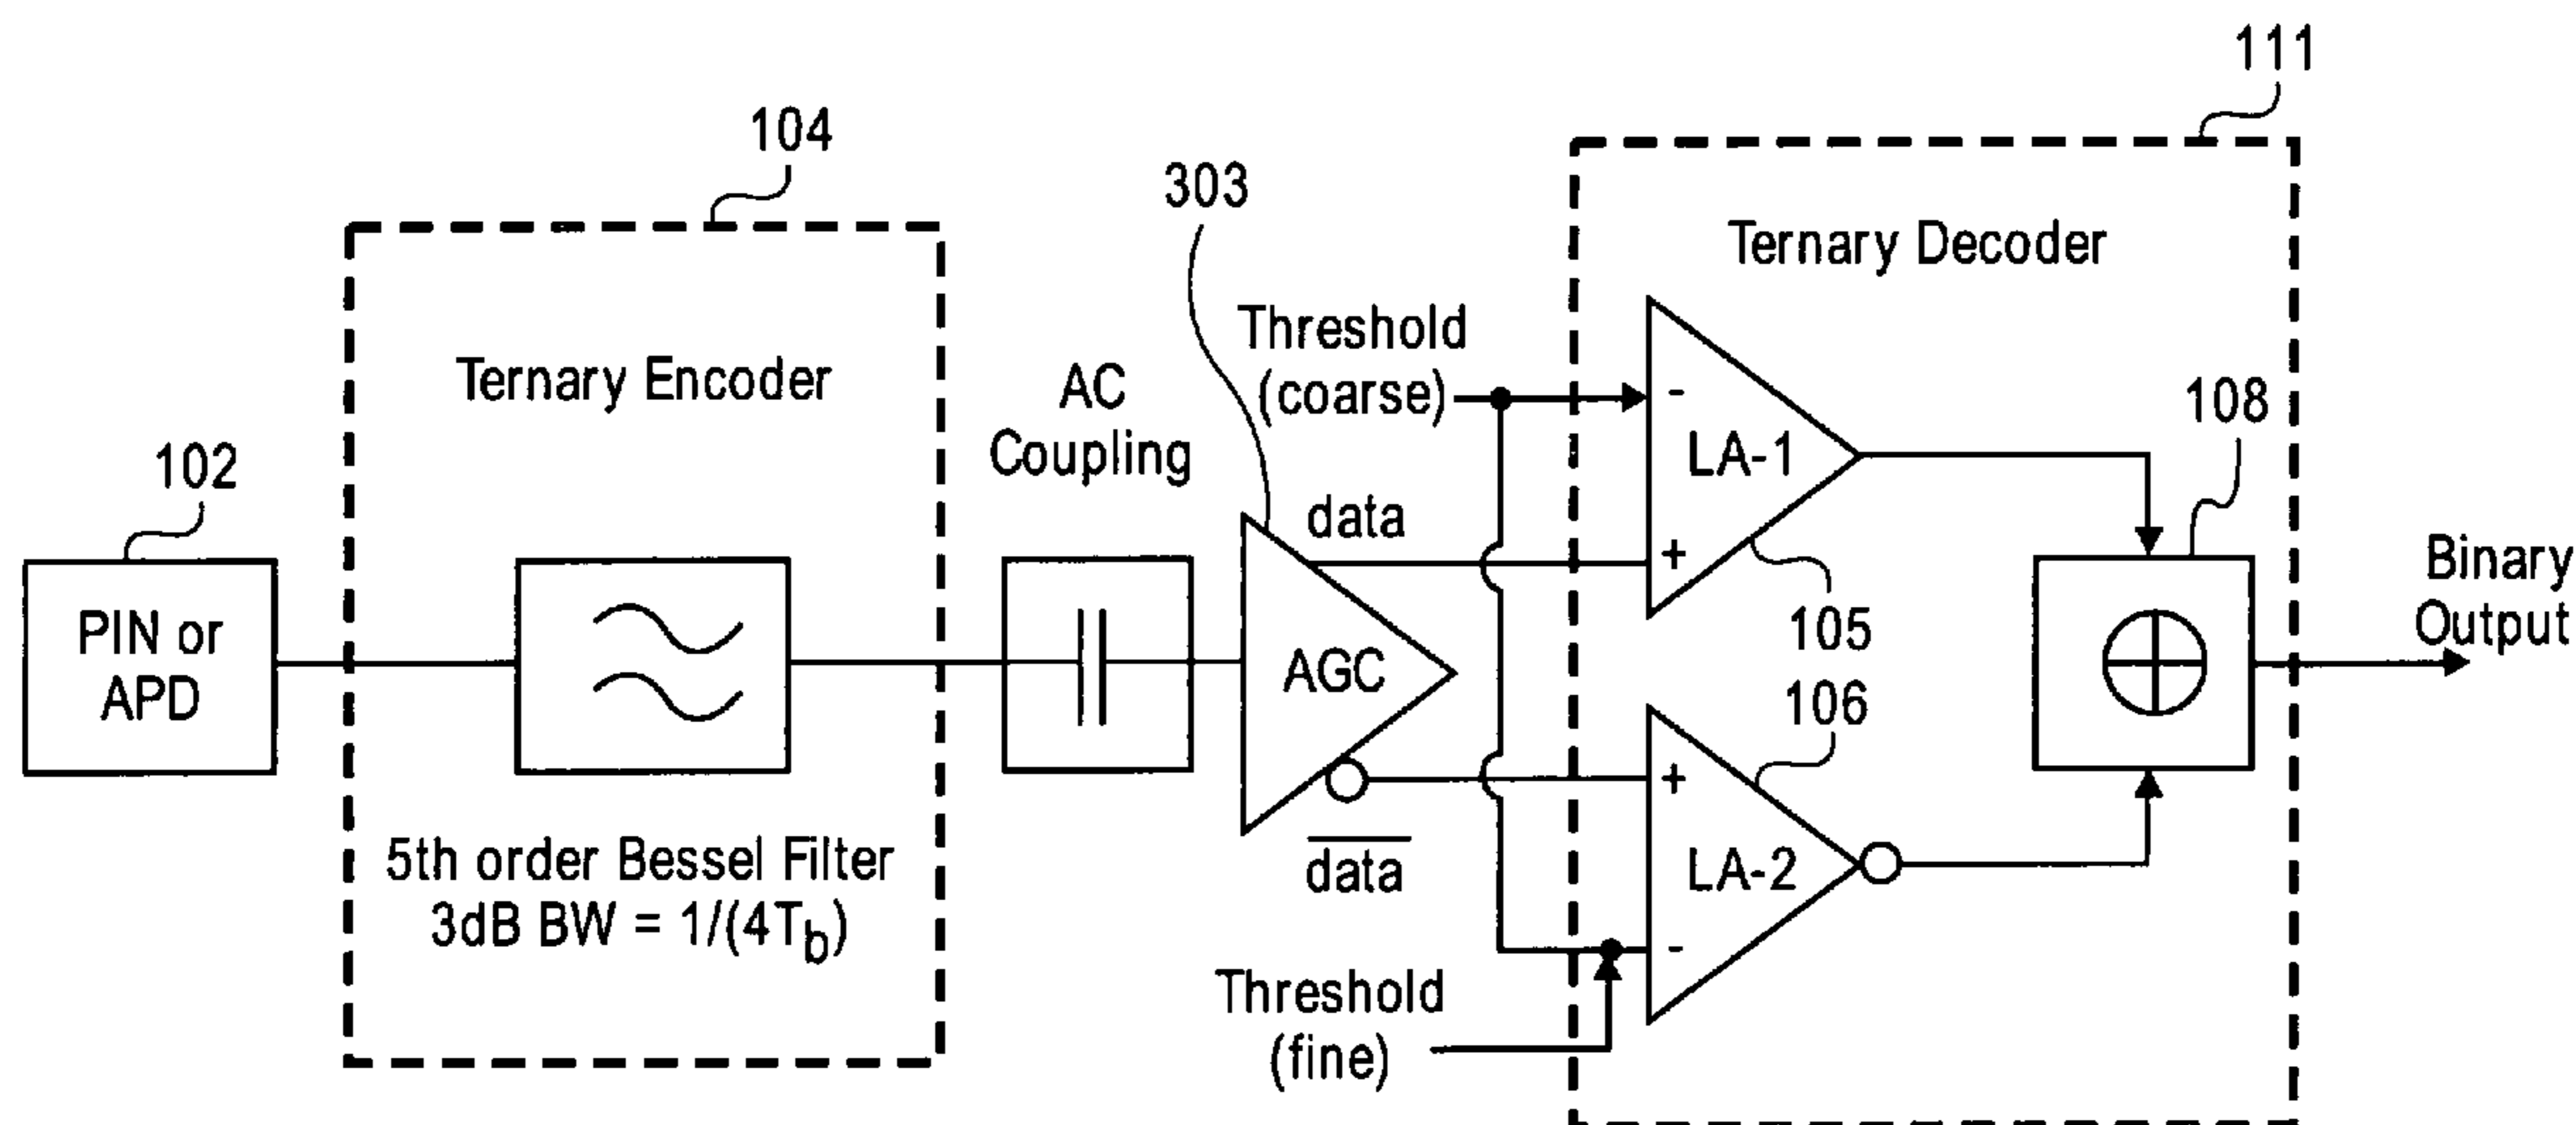 111
104
303
Ternary Decoder
Threshold
(coarse)
Ternary Encoder
AC
Coupling
-
LA-1
108
102
data
+
105
Binary
Output
PIN or
APD
AGC
106
+
data
LA-2
5th order Bessel Filter
3dB BW = 1/(4Tb)
-
Threshold
(fine)